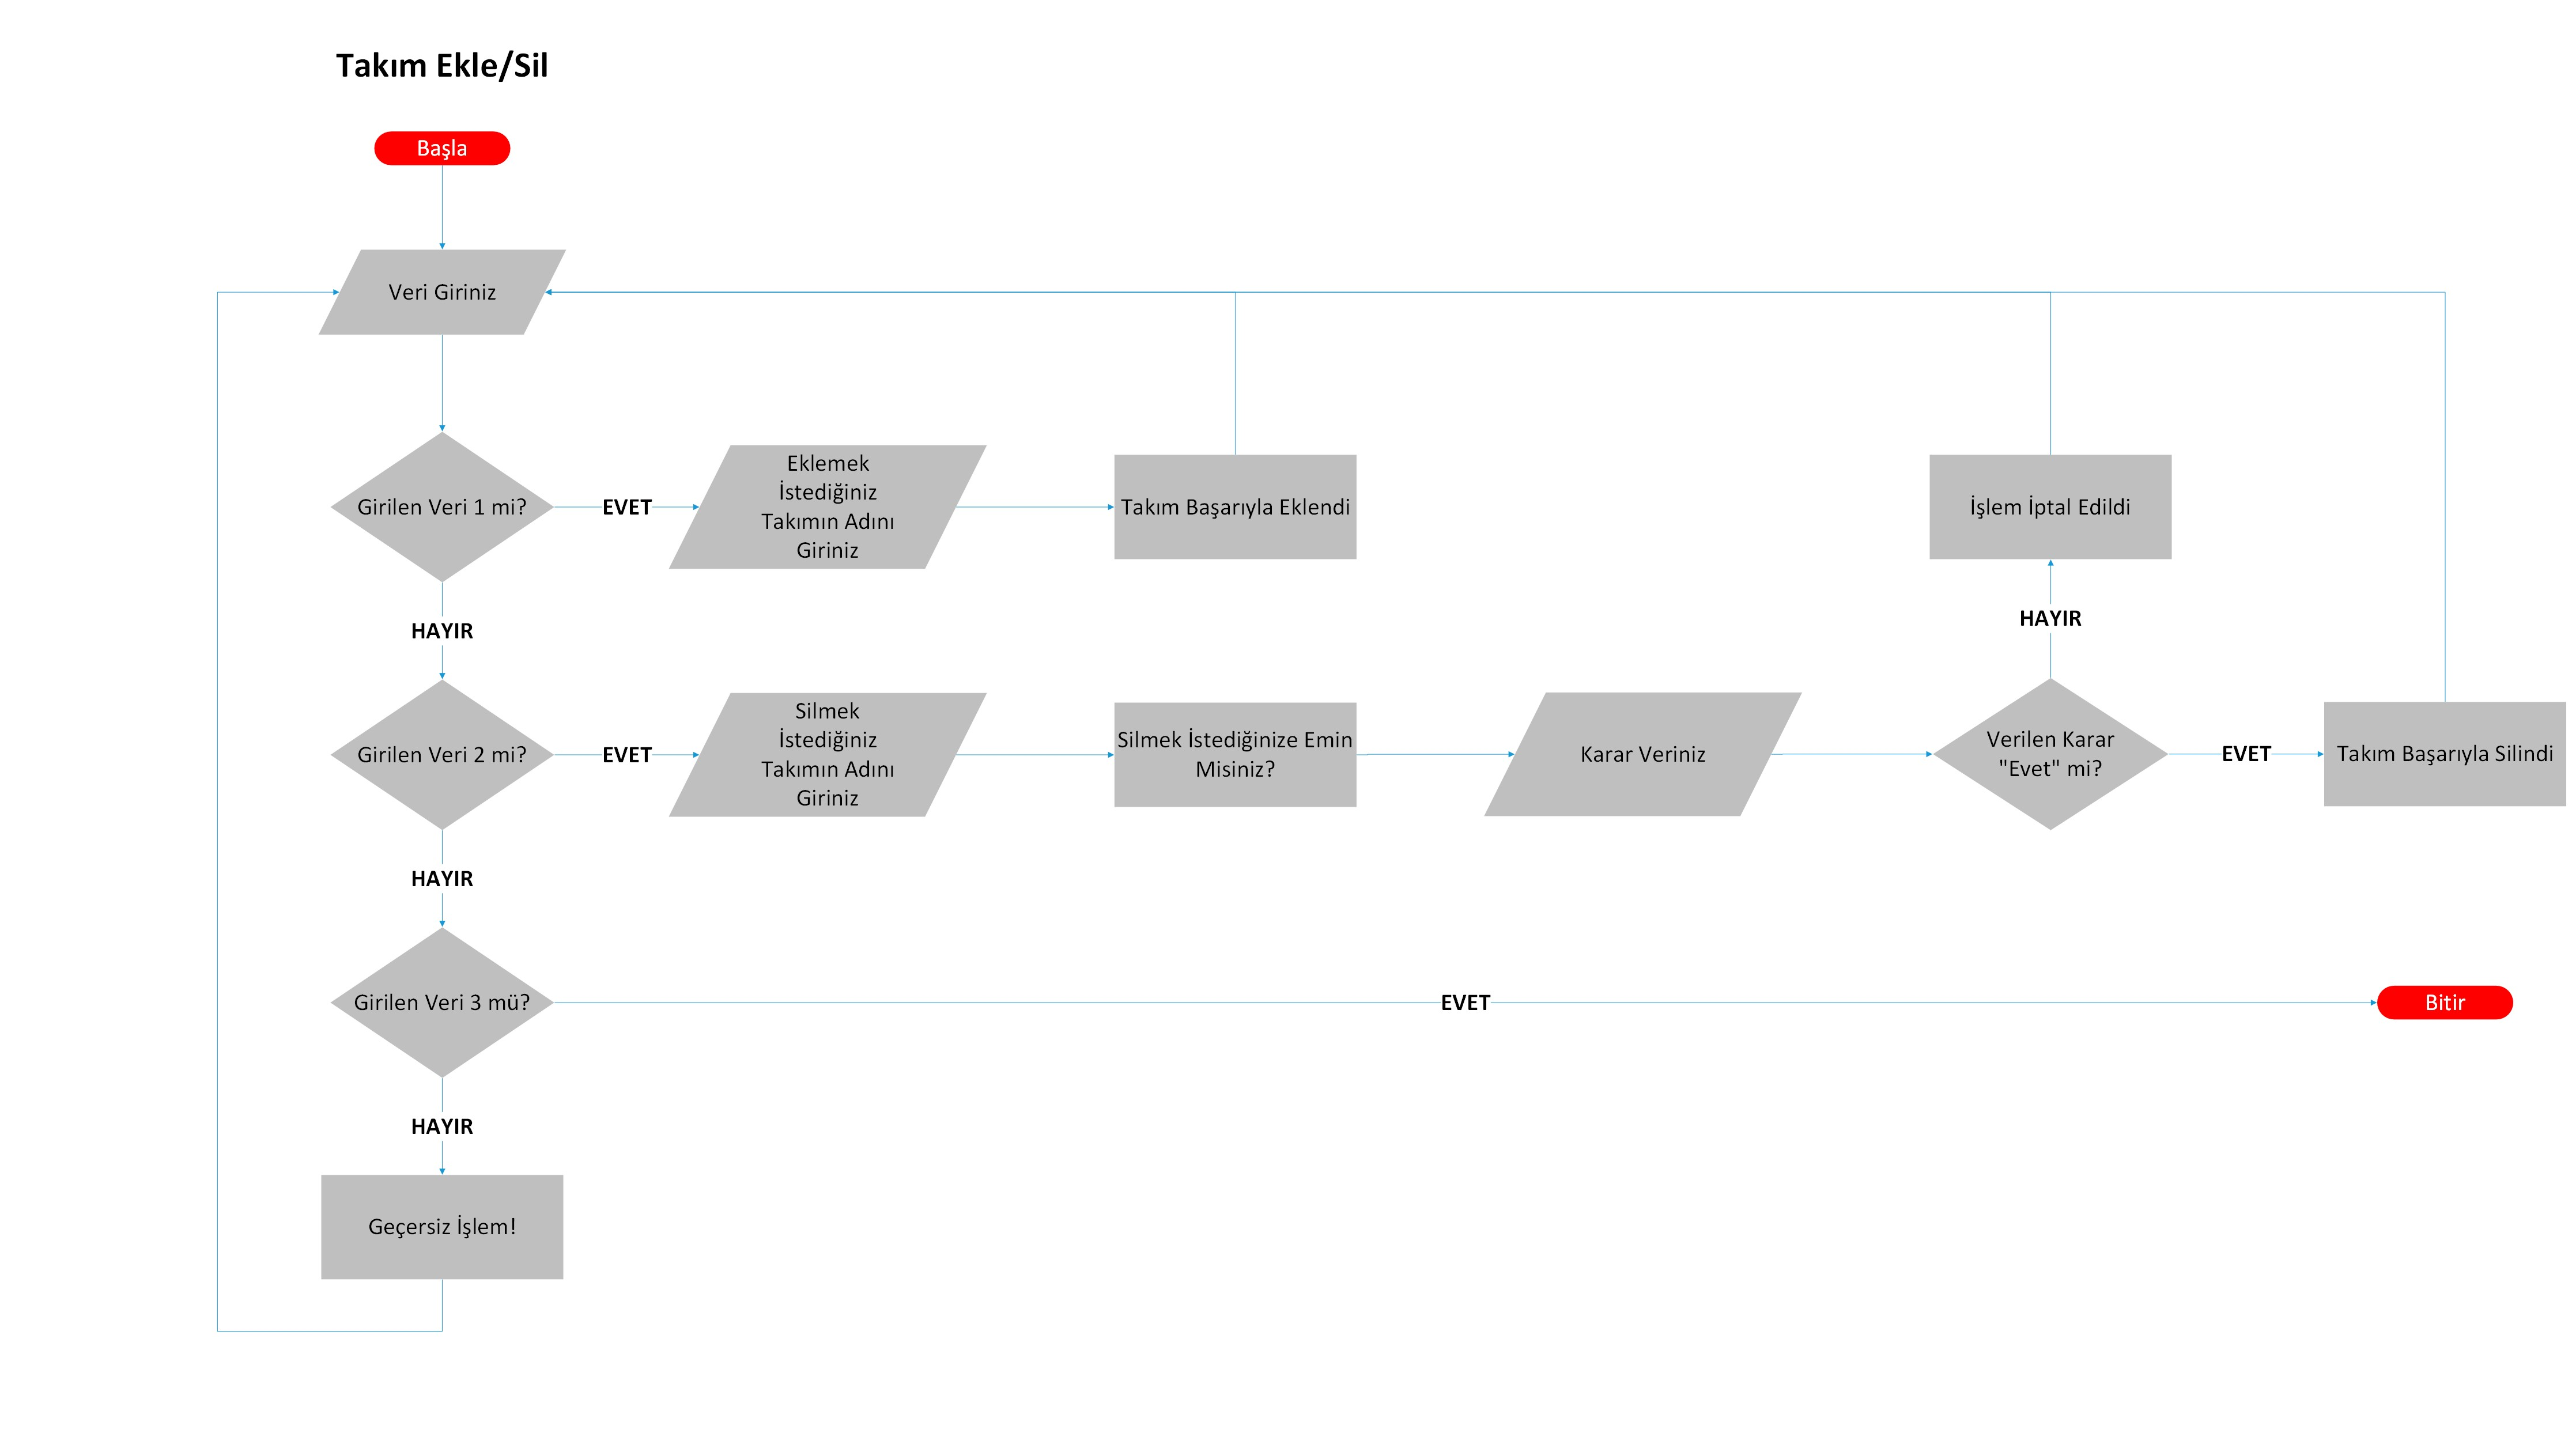 Takım Ekle/Sil
Başla
Veri Giriniz
Girilen Veri 1 mi?
EVET
Eklemek
İstediğiniz
Takımın Adını
Giriniz
Takım Başarıyla Eklendi
İşlem İptal Edildi
HAYIR
HAYIR
Girilen Veri 2 mi?
EVET
Silmek
İstediğiniz
Takımın Adını
Giriniz
Silmek İstediğinize Emin
Misiniz?
Karar Veriniz
Verilen Karar
"Evet" mi?
EVET
Takım Başarıyla Silindi
HAYIR
Girilen Veri 3 mü?
EVET
Bitir
HAYIR
Geçersiz İşlem!